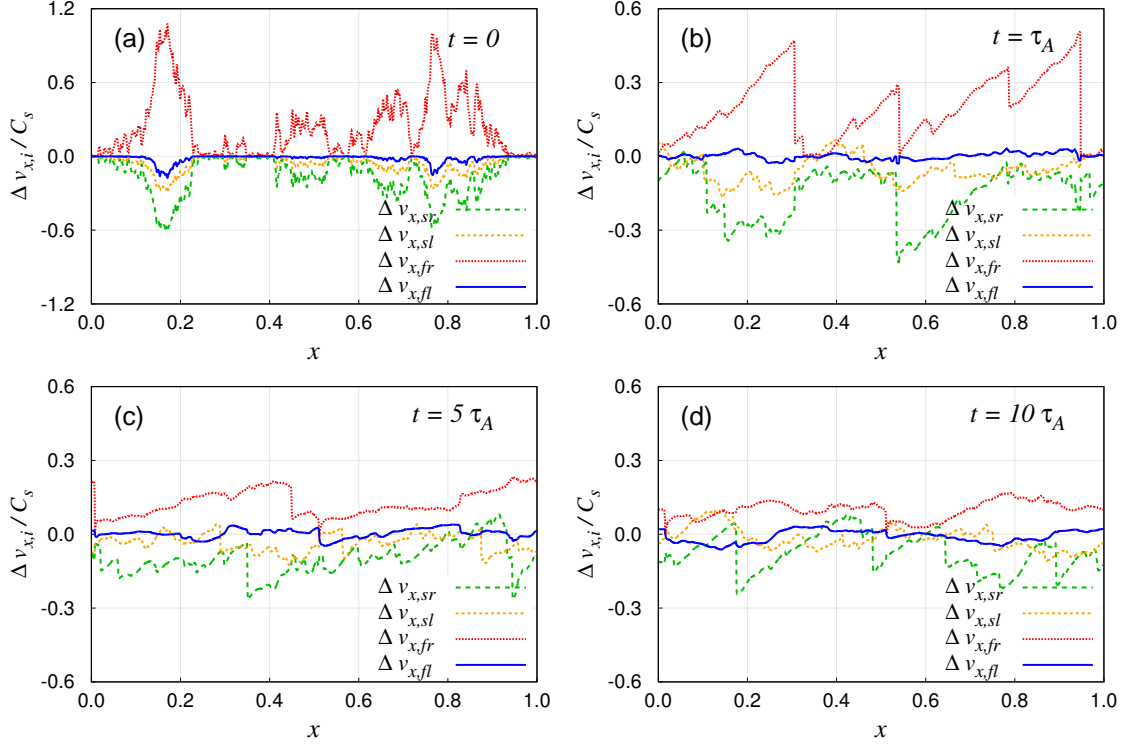 (a)
t = 0
1.2
0.6
0.0
-0.6
-1.2
Δ v_{x,i} / C_s
Δ v_{x,sr}
Δ v_{x,sl}
Δ v_{x,fr}
Δ v_{x,fl}
0.0 0.2 0.4 0.6 0.8 1.0
x
(b)
t = τ_A
0.6
0.3
0.0
-0.3
-0.6
Δ v_{x,i} / C_s
Δ v_{x,sr}
Δ v_{x,sl}
Δ v_{x,fr}
Δ v_{x,fl}
0.0 0.2 0.4 0.6 0.8 1.0
x
(c)
t = 5 τ_A
0.6
0.3
0.0
-0.3
-0.6
Δ v_{x,i} / C_s
Δ v_{x,sr}
Δ v_{x,sl}
Δ v_{x,fr}
Δ v_{x,fl}
0.0 0.2 0.4 0.6 0.8 1.0
x
(d)
t = 10 τ_A
0.6
0.3
0.0
-0.3
-0.6
Δ v_{x,i} / C_s
Δ v_{x,sr}
Δ v_{x,sl}
Δ v_{x,fr}
Δ v_{x,fl}
0.0 0.2 0.4 0.6 0.8 1.0
x